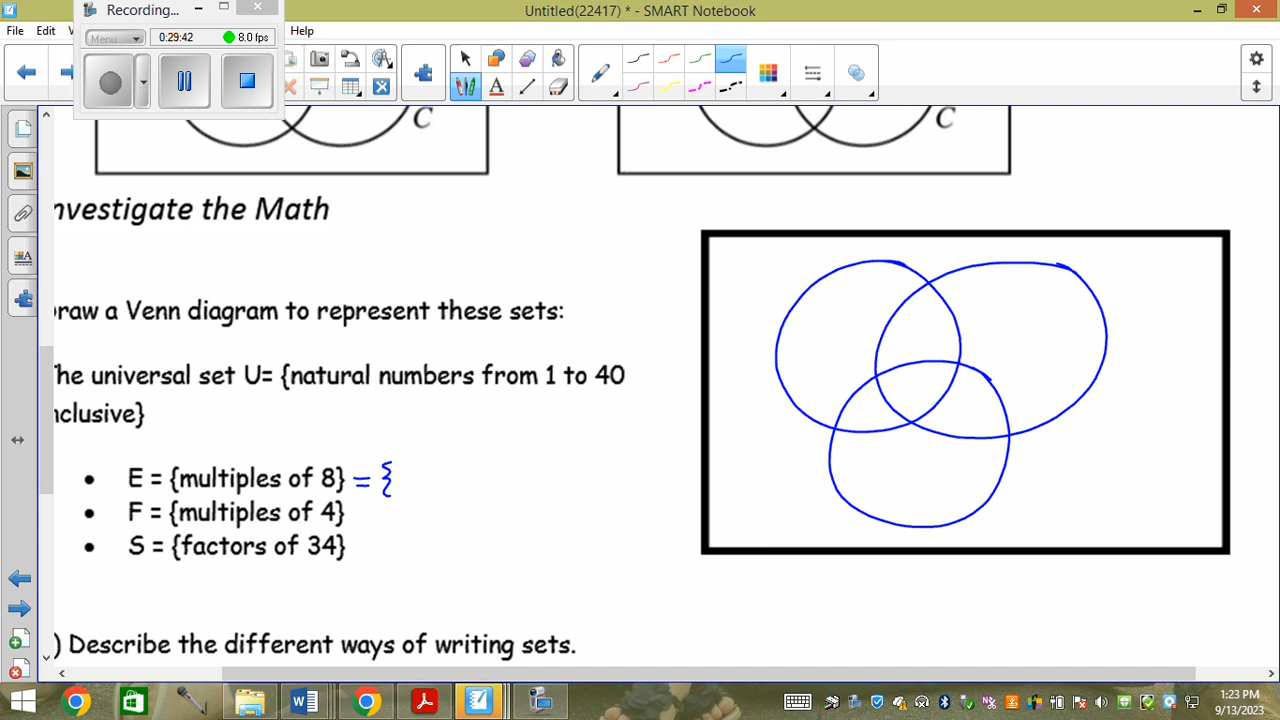 Recording...
Untitled(22417) * - SMART Notebook
File
Edit
Help
Menu
0:29:42
8.0 fps
C
C
nvestigate the Math
raw a Venn diagram to represent these sets:
The universal set U= {natural numbers from 1 to 40
nclusive}
• E = {multiples of 8} = {
• F = {multiples of 4}
• S = {factors of 34}
) Describe the different ways of writing sets.
1:23 PM
9/13/2023